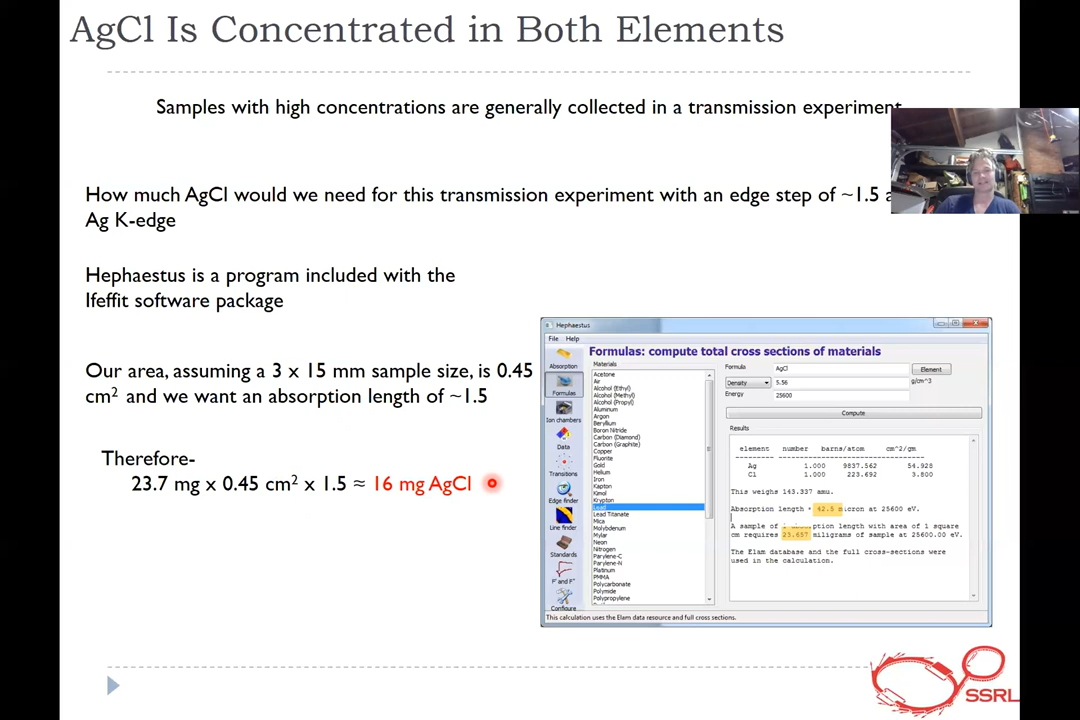 AgCl Is Concentrated in Both Elements
Samples with high concentrations are generally collected in a transmission experiment
How much AgCl would we need for this transmission experiment with an edge step of ~1.5 a
Ag K-edge
Hephaestus is a program included with the
Ifeffit software package
Our area, assuming a 3 x 15 mm sample size, is 0.45
cm² and we want an absorption length of ~1.5
Therefore-
23.7 mg x 0.45 cm² x 1.5 ≈ 16 mg AgCl
Hephaestus
File Help
Absorption
Formulas
Ion chambers
Data
Transitions
Edge finder
Line finder
Standards
F' and F"
Configure
Formulas: compute total cross sections of materials
Materials
Acetone
Air
Alcohol (Ethyl)
Alcohol (Methyl)
Alcohol (Propyl)
Aluminum
Argon
Beryllium
Boron Nitride
Carbon (Diamond)
Carbon (Graphite)
Copper
Fluorite
Gold
Helium
Iron
Kapton
Kimol
Krypton
Lead
Lead Titanate
Mica
Molybdenum
Mylar
Neon
Nitrogen
Parylene-C
Parylene-N
Platinum
PMMA
Polycarbonate
Polyimide
Polypropylene
Formula AgCl Element
Density 5.56 g/cm^3
Energy 25600
Compute
Results
element number barns/atom cm^2/gm
Ag 1.000 9837.562 54.928
Cl 1.000 223.692 3.800
This weighs 143.337 amu.
Absorption length = 42.5 micron at 25600 eV.
A sample of 1 absorption length with area of 1 square
cm requires 23.657 miligrams of sample at 25600.00 eV.
The Elam database and the full cross-sections were
used in the calculation.
This calculation uses the Elam data resource and full cross sections.
SSRL